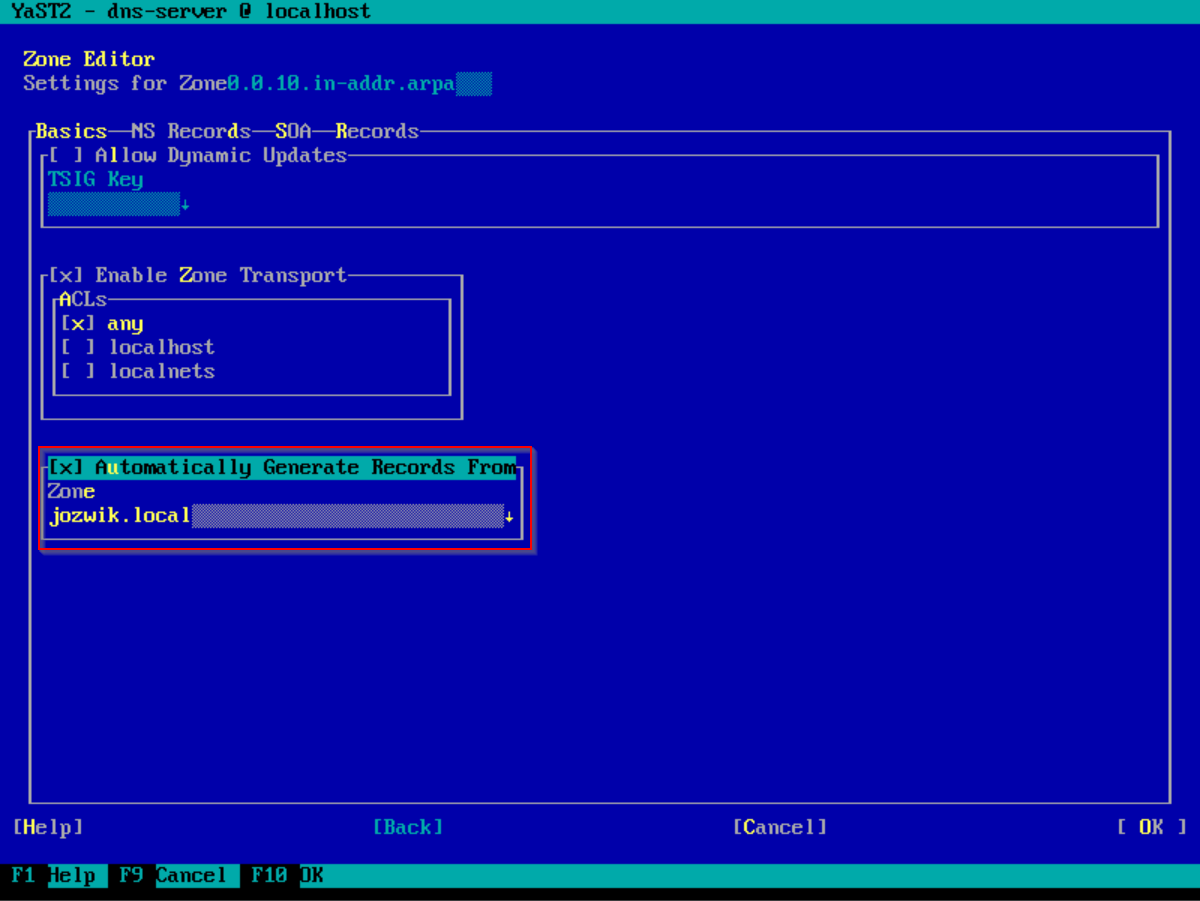 YaST2 - dns-server @ localhost
Zone Editor
Settings for Zone0.0.10.in-addr.arpa
Basics NS Records SOA Records
[ ] Allow Dynamic Updates
TSIG Key
↓
[x] Enable Zone Transport
ACLs
[x] any
[ ] localhost
[ ] localnets
[x] Automatically Generate Records From
Zone
jozwik.local ↓
[Help] [Back] [Cancel] [ OK ]
F1 Help F9 Cancel F10 OK